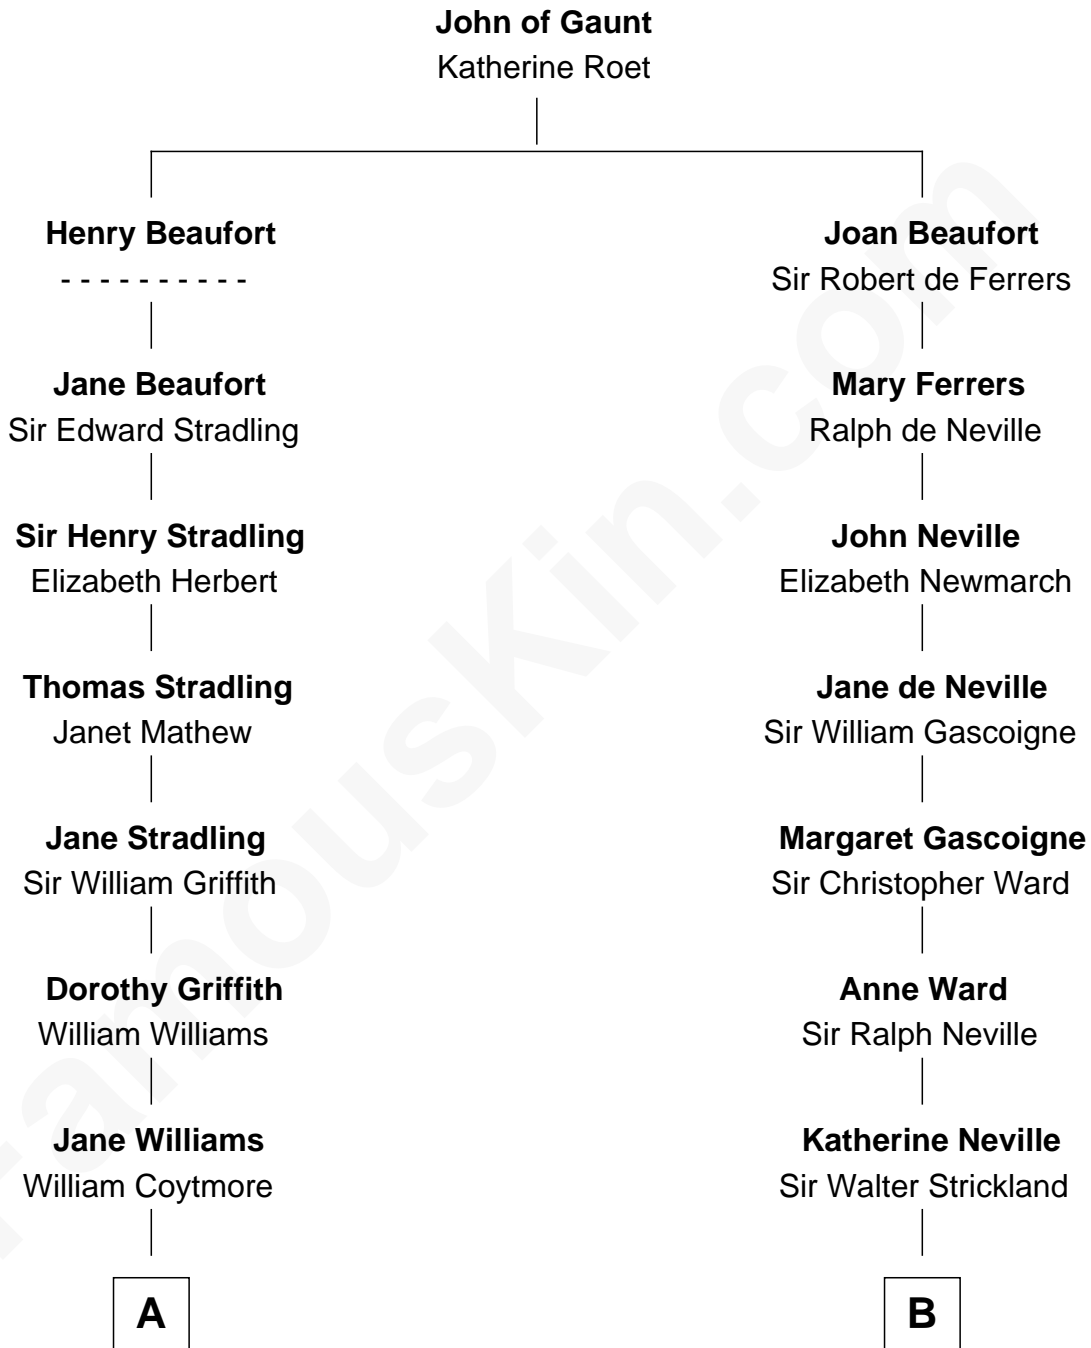 John of Gaunt
Katherine Roet
Henry Beaufort
- - - - - - - - - -
Joan Beaufort
Sir Robert de Ferrers
Jane Beaufort
Sir Edward Stradling
Mary Ferrers
Ralph de Neville
Sir Henry Stradling
Elizabeth Herbert
John Neville
Elizabeth Newmarch
Thomas Stradling
Janet Mathew
Jane de Neville
Sir William Gascoigne
Jane Stradling
Sir William Griffith
Margaret Gascoigne
Sir Christopher Ward
Dorothy Griffith
William Williams
Anne Ward
Sir Ralph Neville
Jane Williams
William Coytmore
Katherine Neville
Sir Walter Strickland
A
B
FamousKin.com